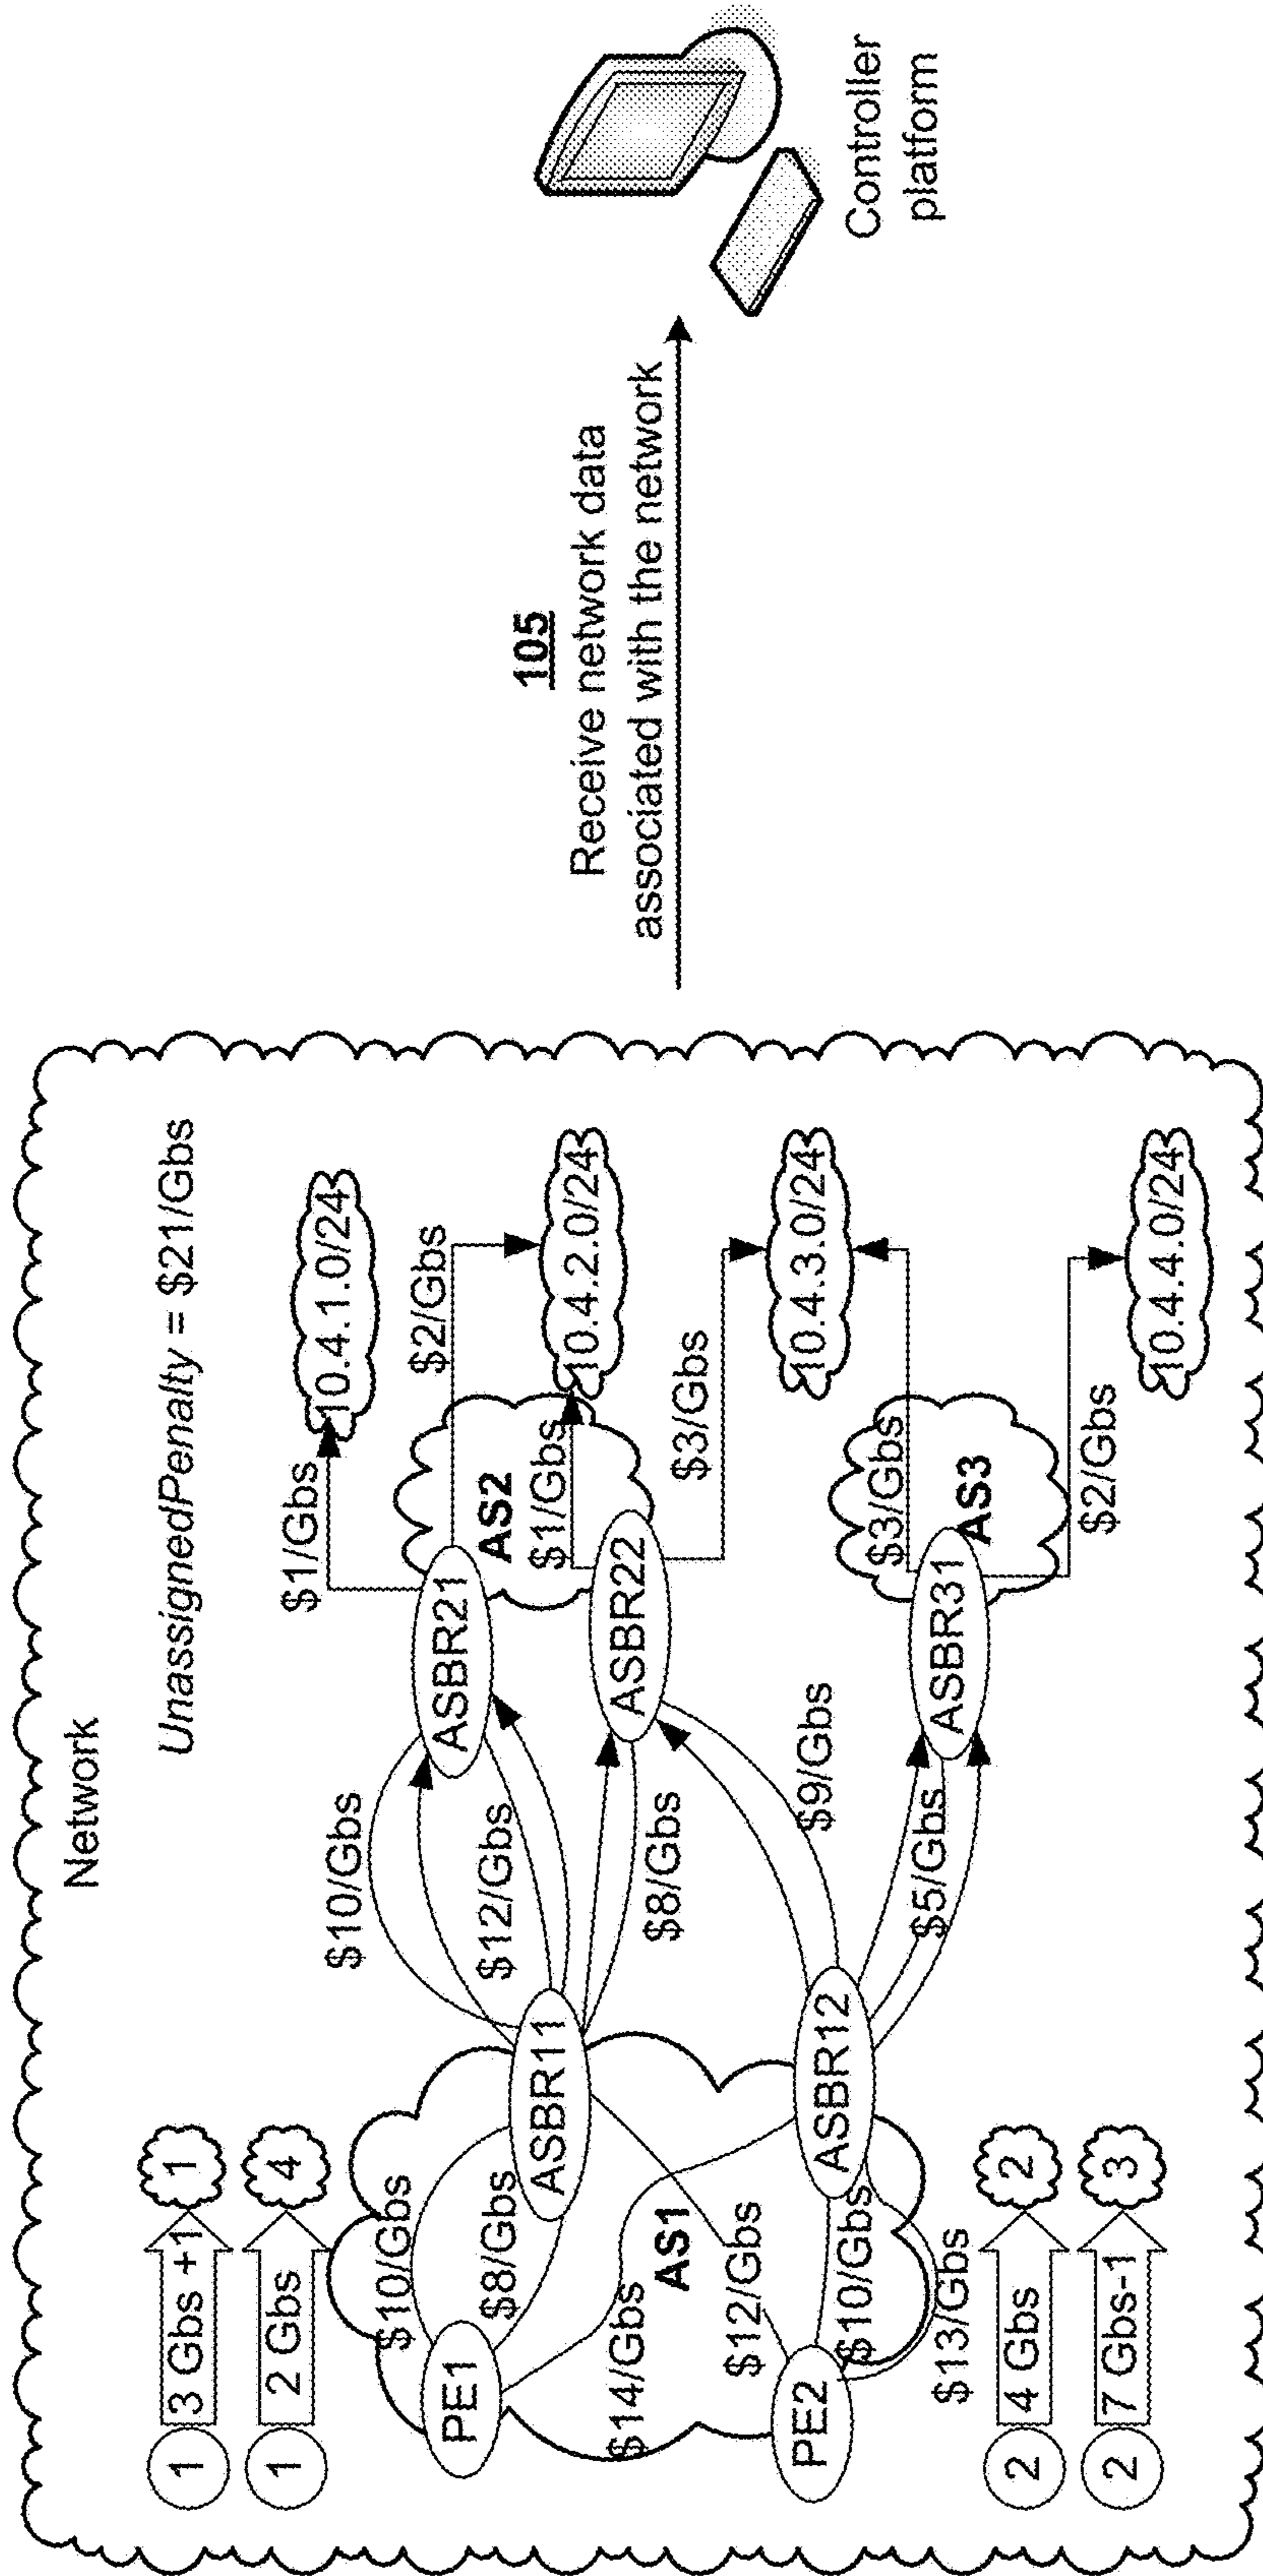 Network
UnassignedPenalty = $21/Gbs
1
3 Gbs +1
1
1
2 Gbs
4
PE1
$10/Gbs
$8/Gbs
$14/Gbs
AS1
$12/Gbs
PE2
$10/Gbs
$13/Gbs
ASBR11
ASBR12
$10/Gbs
$12/Gbs
$8/Gbs
$9/Gbs
$5/Gbs
ASBR21
AS2
ASBR22
ASBR31
AS3
$1/Gbs
$2/Gbs
$1/Gbs
$3/Gbs
$3/Gbs
$2/Gbs
10.4.1.0/24
10.4.2.0/24
10.4.3.0/24
10.4.4.0/24
2
4 Gbs
2
2
7 Gbs-1
3
105
Receive network data
associated with the network
Controller
platform